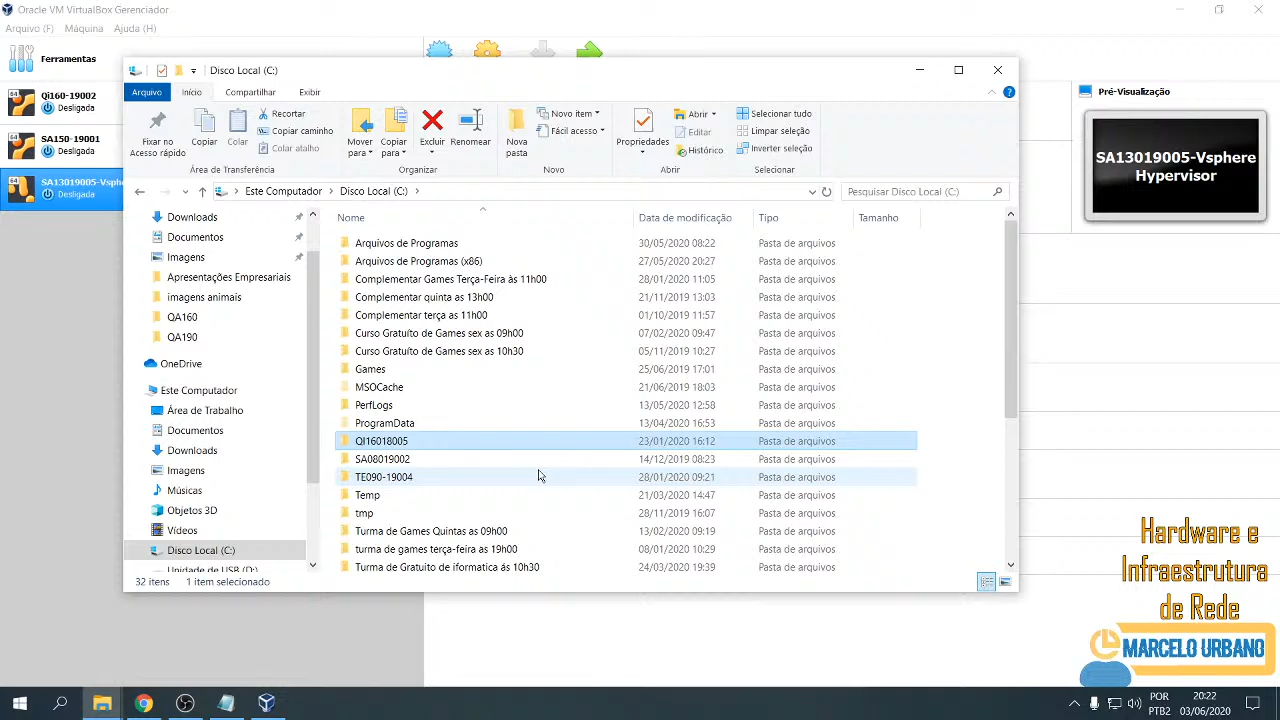 Oracle VM VirtualBox Gerenciador
Arquivo (F) Máquina Ajuda (H)
Ferramentas
Qi160-19002
Desligada
SA150-19001
Desligada
SA13019005-Vsphe
Desligada
Pré-Visualização
SA13019005-Vsphere
Hypervisor
Disco Local (C:)
Arquivo Início Compartilhar Exibir
Fixar no
Acesso rápido
Copiar
Colar
Recortar
Copiar caminho
Colar atalho
Área de Transferência
Mover
para
Copiar
para
Excluir
Renomear
Organizar
Nova
pasta
Novo item
Fácil acesso
Novo
Propriedades
Abrir
Editar
Histórico
Abrir
Selecionar tudo
Limpar seleção
Inverter seleção
Selecionar
Este Computador > Disco Local (C:) >
Pesquisar Disco Local (C:)
Downloads
Documentos
Imagens
Apresentações Empresariais
imagens animais
QA160
QA190
OneDrive
Este Computador
Área de Trabalho
Documentos
Downloads
Imagens
Músicas
Objetos 3D
Vídeos
Disco Local (C:)
Unidade de USB (D:)
Nome Data de modificação Tipo Tamanho
Arquivos de Programas 30/05/2020 08:22 Pasta de arquivos
Arquivos de Programas (x86) 27/05/2020 20:27 Pasta de arquivos
Complementar Games Terça-Feira às 11h00 28/01/2020 11:05 Pasta de arquivos
Complementar quinta as 13h00 21/11/2019 13:03 Pasta de arquivos
Complementar terça as 11h00 01/10/2019 11:57 Pasta de arquivos
Curso Gratuíto de Games sex as 09h00 07/02/2020 09:47 Pasta de arquivos
Curso Gratuíto de Games sex as 10h30 05/11/2019 10:27 Pasta de arquivos
Games 25/06/2019 17:01 Pasta de arquivos
MSOCache 21/06/2019 18:03 Pasta de arquivos
PerfLogs 13/05/2020 12:58 Pasta de arquivos
ProgramData 13/04/2020 16:53 Pasta de arquivos
QI16018005 23/01/2020 16:12 Pasta de arquivos
SA08019002 14/12/2019 08:23 Pasta de arquivos
TE090-19004 28/01/2020 09:21 Pasta de arquivos
Temp 21/03/2020 14:47 Pasta de arquivos
tmp 28/11/2019 16:07 Pasta de arquivos
Turma de Games Quintas as 09h00 13/02/2020 09:19 Pasta de arquivos
turma de games terça-feira as 19h00 08/01/2020 10:29 Pasta de arquivos
Turma de Gratuito de iformatica ás 10h30 24/03/2020 19:39 Pasta de arquivos
32 itens 1 item selecionado
Hardware e
Infraestrutura
de Rede
MARCELO URBANO
POR
PTB2
20:22
03/06/2020